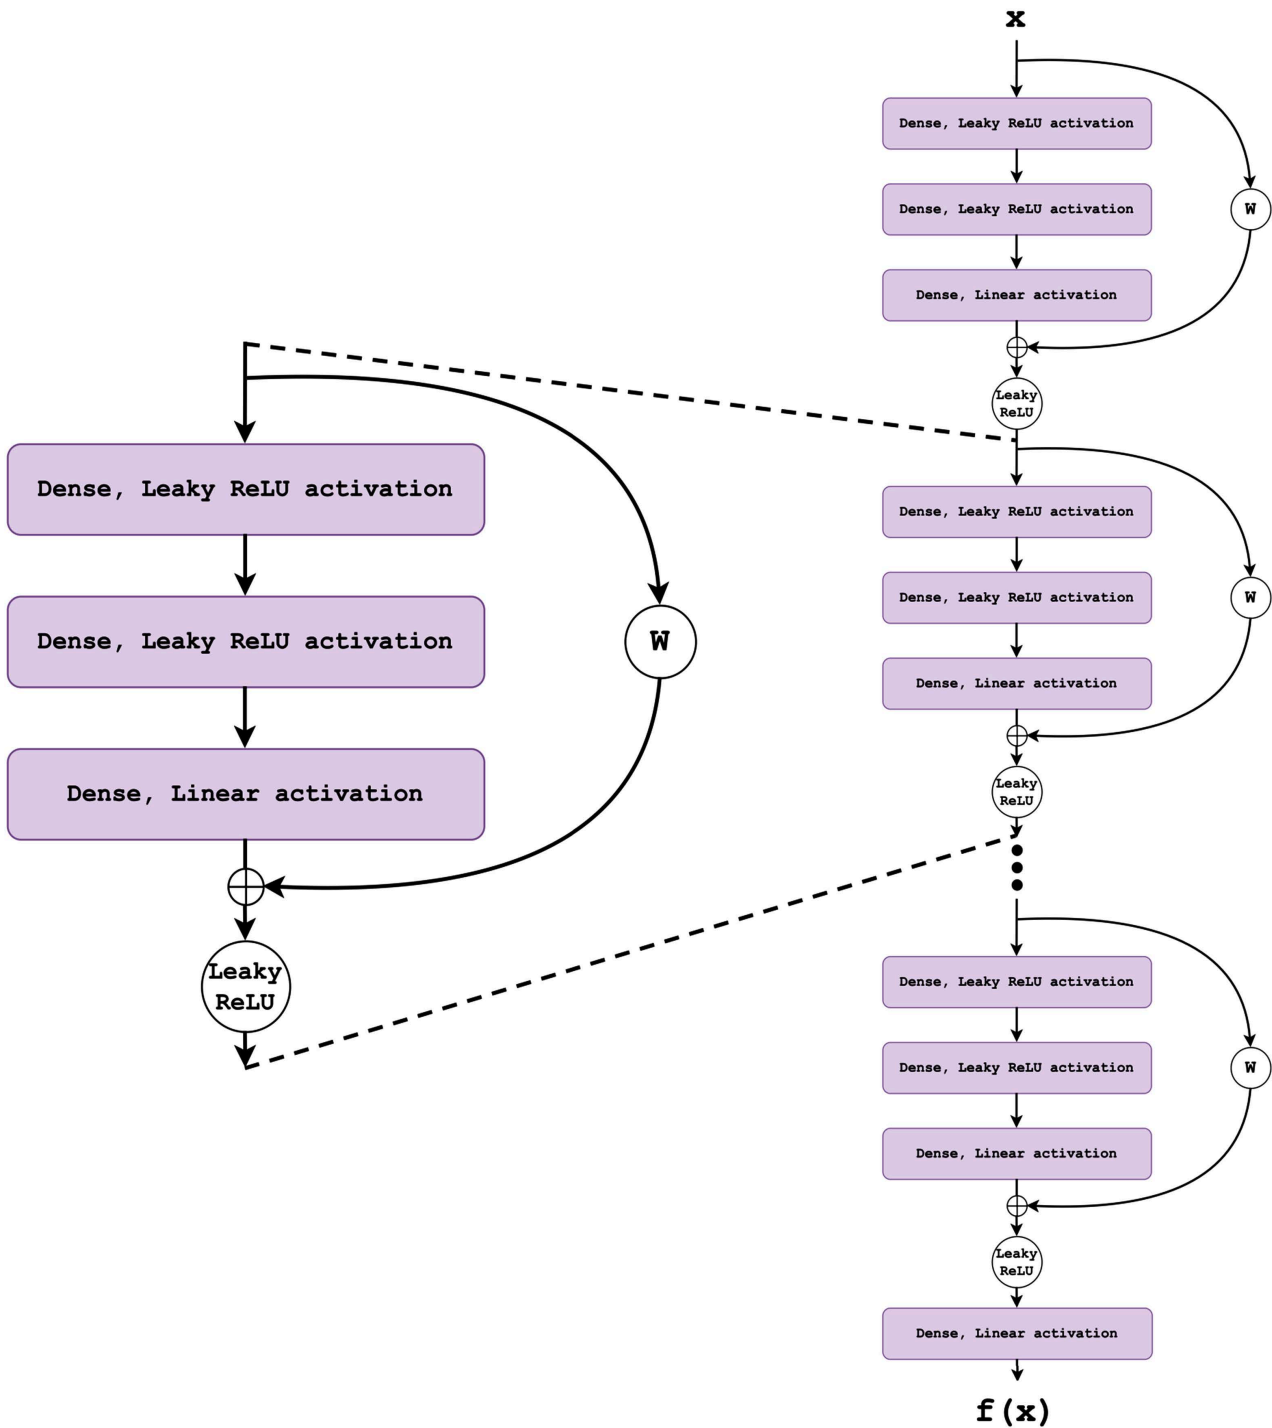 x
Dense, Leaky ReLU activation
Dense, Leaky ReLU activation
W
Dense, Linear activation
Leaky
ReLU
Dense, Leaky ReLU activation
Dense, Leaky ReLU activation
W
Dense, Linear activation
Leaky
ReLU
Dense, Leaky ReLU activation
Dense, Leaky ReLU activation
W
Dense, Linear activation
Leaky
ReLU
Dense, Linear activation
f(x)
Dense, Leaky ReLU activation
Dense, Leaky ReLU activation
W
Dense, Linear activation
Leaky
ReLU